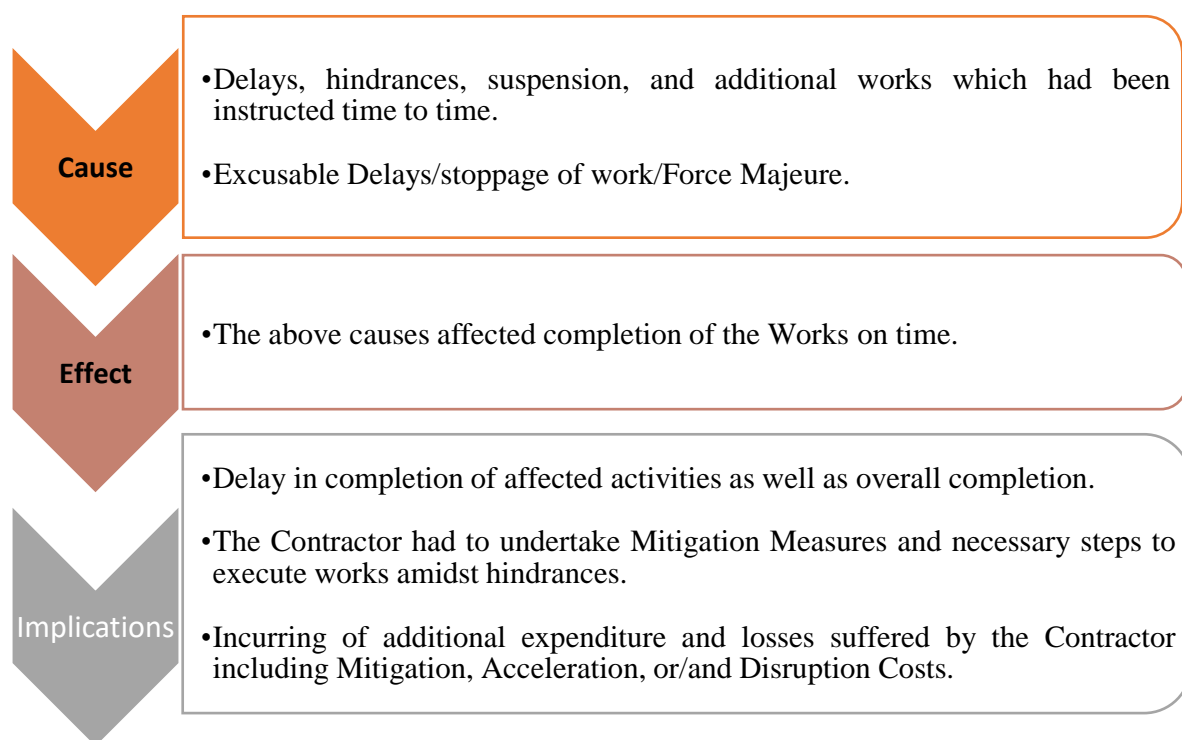 Cause
•Delays, hindrances, suspension, and additional works which had been
instructed time to time.
•Excusable Delays/stoppage of work/Force Majeure.
Effect
•The above causes affected completion of the Works on time.
Implications
•Delay in completion of affected activities as well as overall completion.
•The Contractor had to undertake Mitigation Measures and necessary steps to
execute works amidst hindrances.
•Incurring of additional expenditure and losses suffered by the Contractor
including Mitigation, Acceleration, or/and Disruption Costs.